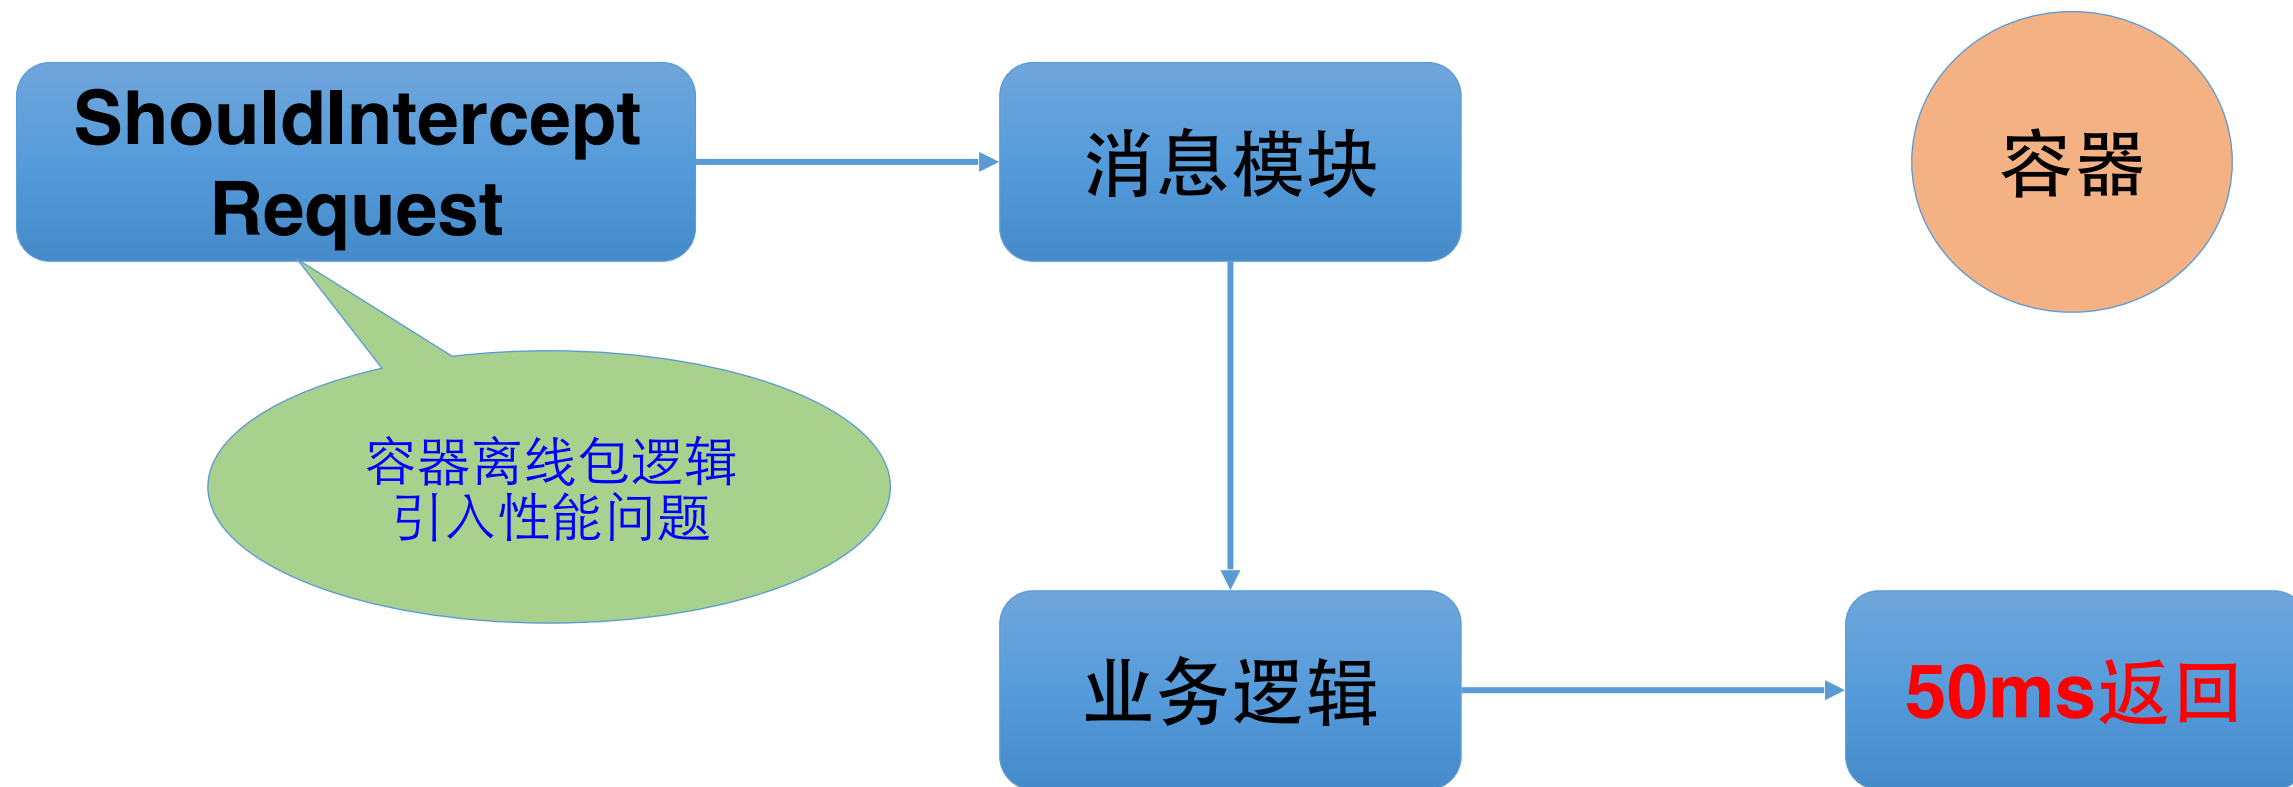 ShouldIntercept
Request
消息模块
容器
容器离线包逻辑
引入性能问题
业务逻辑
50ms返回